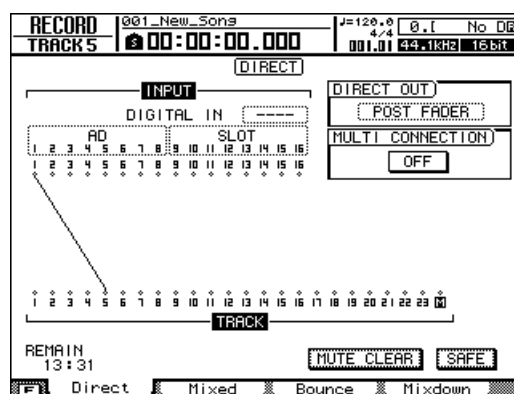 RECORD 001_New_Song ♩=120.0 4/4 0.[ No DE
TRACK 5 S 00:00:00.000 001.01 44.1kHz 16bit
DIRECT
INPUT
DIGITAL IN ----
AD SLOT
1 2 3 4 5 6 7 8 9 10 11 12 13 14 15 16
1 2 3 4 5 6 7 8 9 10 11 12 13 14 15 16
DIRECT OUT
POST FADER
MULTI CONNECTION
OFF
1 2 3 4 5 6 7 8 9 10 11 12 13 14 15 16 17 18 19 20 21 22 23 M
TRACK
REMAIN
13:31
MUTE CLEAR SAFE
F1 Direct Mixed Bounce Mixdown